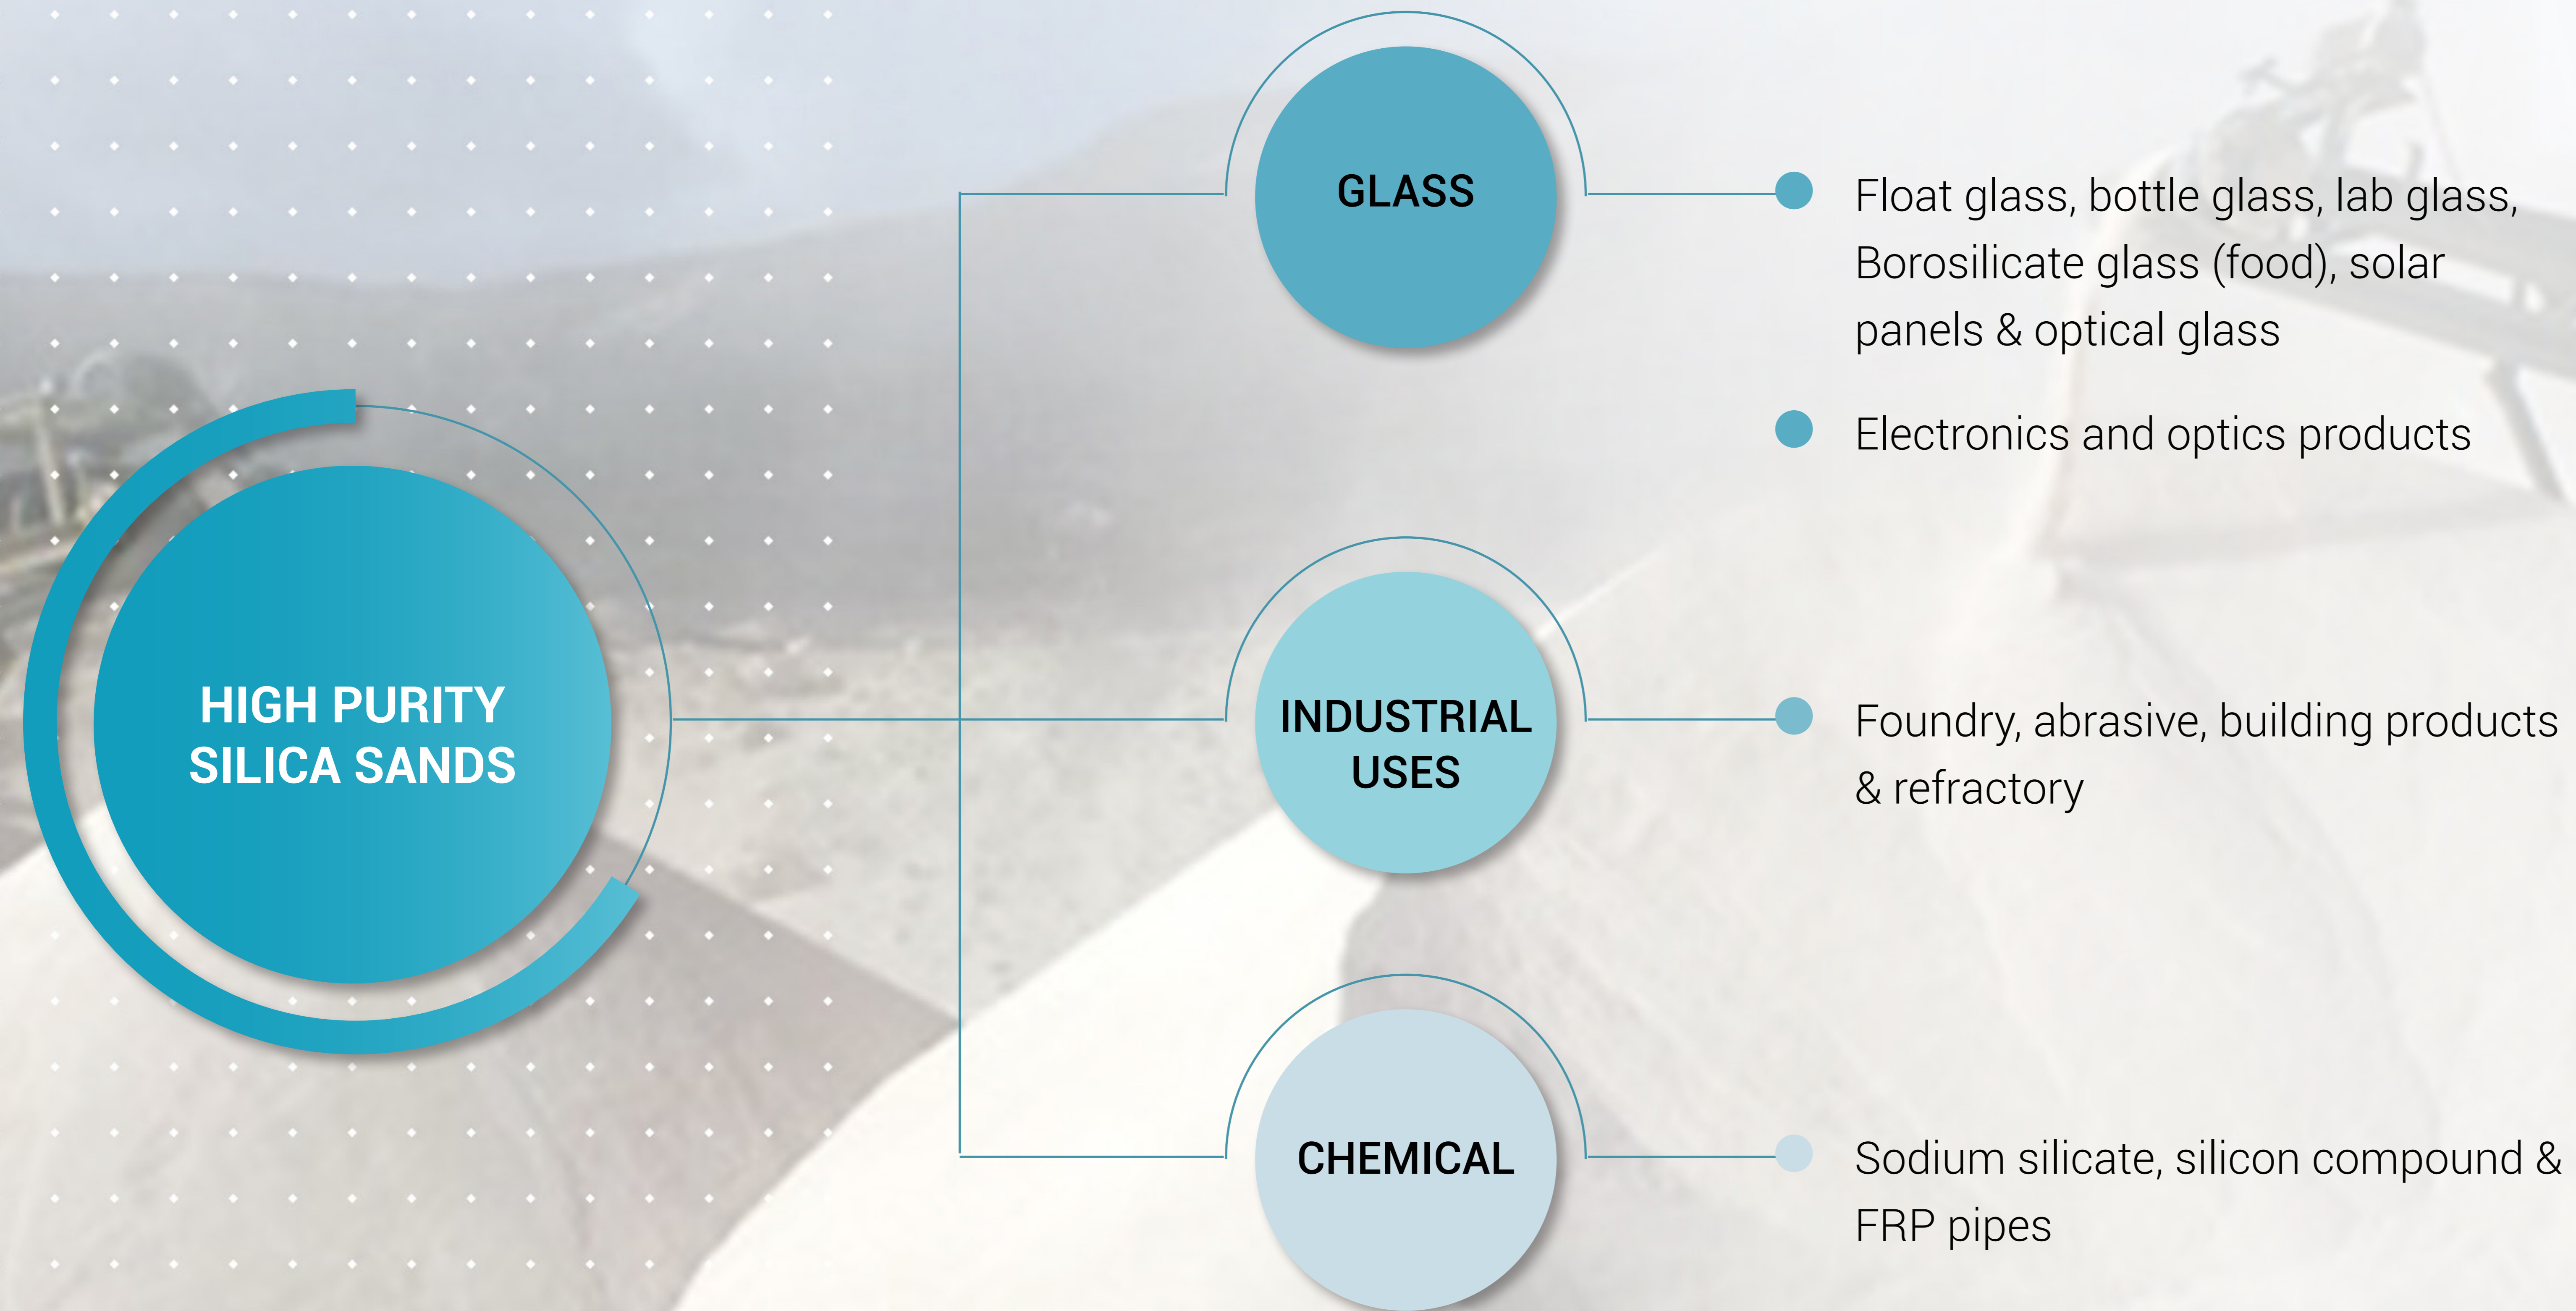 GLASS
Float glass, bottle glass, lab glass,
Borosilicate glass (food), solar
panels & optical glass
Electronics and optics products
HIGH PURITY
SILICA SANDS
INDUSTRIAL
USES
Foundry, abrasive, building products
& refractory
CHEMICAL
Sodium silicate, silicon compound &
FRP pipes